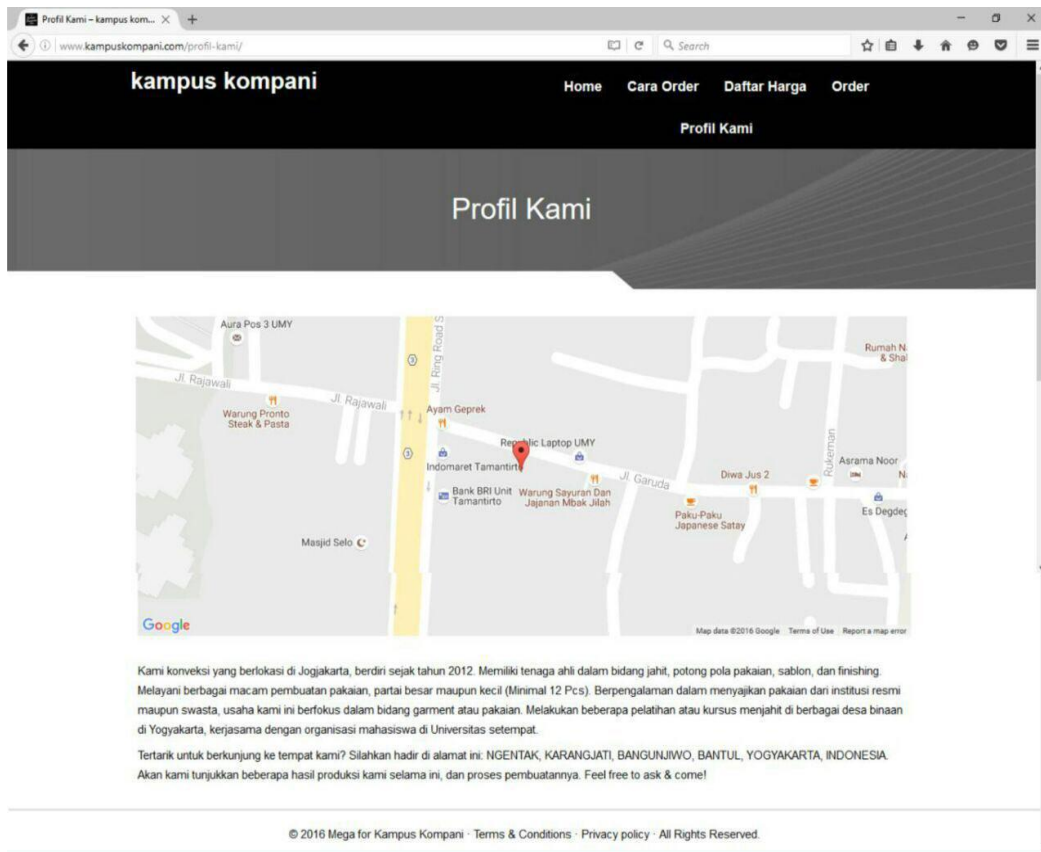 Profil Kami – kampus kom...
www.kampuskompani.com/profil-kami/
Search
kampus kompani
Home Cara Order Daftar Harga Order
Profil Kami
Profil Kami
Aura Pos 3 UMY
Jl. Ring Road S
Rumah N
& Shal
Jl. Rajawali
Jl. Rajawali
Warung Pronto
Steak & Pasta
Ayam Geprek
Republic Laptop UMY
Rukeman
Indomaret Tamantirto
Jl. Garuda
Diwa Jus 2
Asrama Noor
N
Bank BRI Unit
Tamantirto
Warung Sayuran Dan
Jajanan Mbak Jilah
Paku-Paku
Japanese Satay
Es Degdeg
Masjid Selo
Google
Map data ©2016 Google Terms of Use Report a map error
Kami konveksi yang berlokasi di Jogjakarta, berdiri sejak tahun 2012. Memiliki tenaga ahli dalam bidang jahit, potong pola pakaian, sablon, dan finishing.
Melayani berbagai macam pembuatan pakaian, partai besar maupun kecil (Minimal 12 Pcs). Berpengalaman dalam menyajikan pakaian dari institusi resmi
maupun swasta, usaha kami ini berfokus dalam bidang garment atau pakaian. Melakukan beberapa pelatihan atau kursus menjahit di berbagai desa binaan
di Yogyakarta, kerjasama dengan organisasi mahasiswa di Universitas setempat.
Tertarik untuk berkunjung ke tempat kami? Silahkan hadir di alamat ini: NGENTAK, KARANGJATI, BANGUNJIWO, BANTUL, YOGYAKARTA, INDONESIA.
Akan kami tunjukkan beberapa hasil produksi kami selama ini, dan proses pembuatannya. Feel free to ask & come!
© 2016 Mega for Kampus Kompani · Terms & Conditions · Privacy policy · All Rights Reserved.